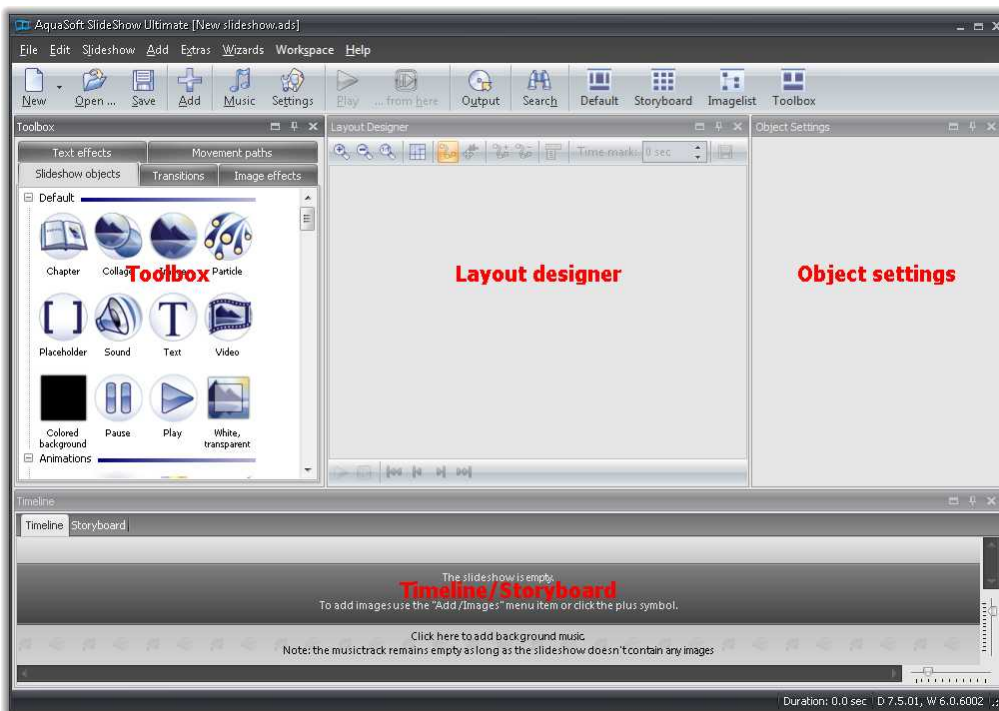 AquaSoft SlideShow Ultimate [New slideshow.ads]
File Edit Slideshow Add Extras Wizards Workspace Help
New Open ... Save Add Music Settings Play ... from here Output Search Default Storyboard Imagelist Toolbox
Toolbox
Text effects Movement paths
Slideshow objects Transitions Image effects
Default
Chapter Collage Particle
Toolbox
Placeholder Sound Text Video
Colored background Pause Play White, transparent
Animations
Layout Designer
Time mark: 0 sec
Layout designer
Object Settings
Object settings
Timeline
Timeline Storyboard
The slideshow is empty.
Timeline/Storyboard
To add images use the "Add/Images" menu item or click the plus symbol.
Click here to add background music.
Note: the musictrack remains empty as long as the slideshow doesn't contain any images
Duration: 0.0 sec D 7.5.01, W 6.0.6002